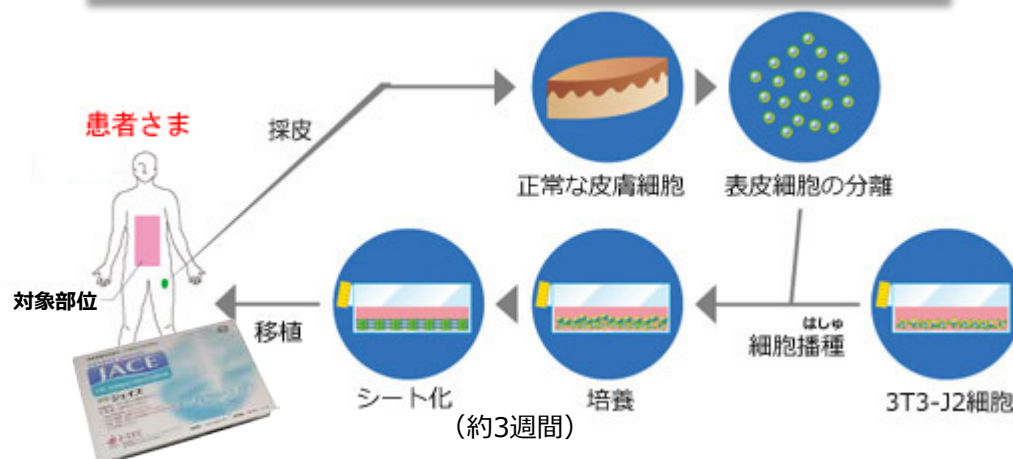 患者さま
採皮
正常な皮膚細胞
表皮細胞の分離
対象部位
移植
はしゅ
細胞播種
シート化
培養
3T3-J2細胞
（約3週間）
JACE
ジェイス